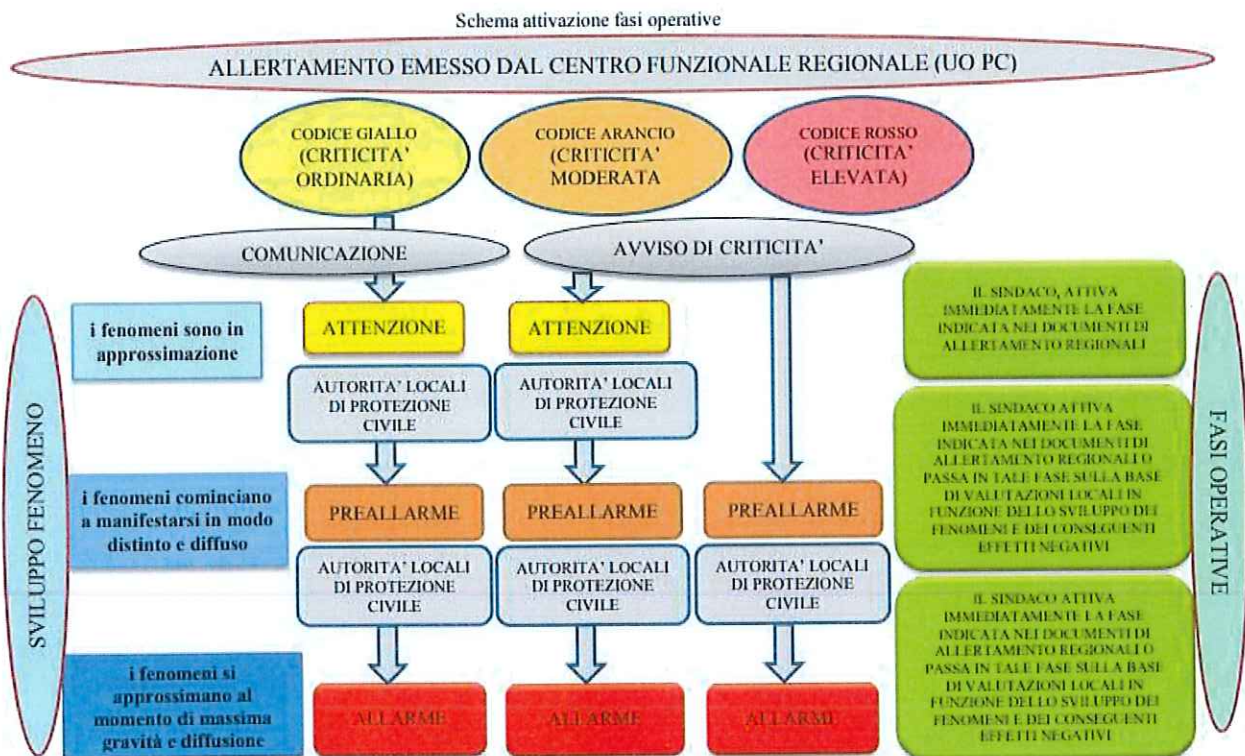 Schema attivazione fasi operative
ALLERTAMENTO EMESSO DAL CENTRO FUNZIONALE REGIONALE (UO PC)
CODICE GIALLO
(CRITICITA'
ORDINARIA)
CODICE ARANCIO
(CRITICITA'
MODERATA
CODICE ROSSO
(CRITICITA'
ELEVATA)
COMUNICAZIONE
AVVISO DI CRITICITA'
SVILUPPO FENOMENO
i fenomeni sono in
approssimazione
ATTENZIONE
ATTENZIONE
IL SINDACO, ATTIVA
IMMEDIATAMENTE LA FASE
INDICATA NEI DOCUMENTI DI
ALLERTAMENTO REGIONALI
AUTORITA' LOCALI
DI PROTEZIONE
CIVILE
AUTORITA' LOCALI
DI PROTEZIONE
CIVILE
i fenomeni cominciano
a manifestarsi in modo
distinto e diffuso
PREALLARME
PREALLARME
PREALLARME
IL SINDACO ATTIVA
IMMEDIATAMENTE LA FASE
INDICATA NEI DOCUMENTI DI
ALLERTAMENTO REGIONALI O
PASSA IN TALE FASE SULLA BASE
DI VALUTAZIONI LOCALI IN
FUNZIONE DELLO SVILUPPO DEI
FENOMENI E DEI CONSEGUENTI
EFFETTI NEGATIVI
AUTORITA' LOCALI
DI PROTEZIONE
CIVILE
AUTORITA' LOCALI
DI PROTEZIONE
CIVILE
AUTORITA' LOCALI
DI PROTEZIONE
CIVILE
i fenomeni si
approssimano al
momento di massima
gravità e diffusione
ALLARME
ALLARME
ALLARME
IL SINDACO ATTIVA
IMMEDIATAMENTE LA FASE
INDICATA NEI DOCUMENTI DI
ALLERTAMENTO REGIONALI O
PASSA IN TALE FASE SULLA BASE
DI VALUTAZIONI LOCALI IN
FUNZIONE DELLO SVILUPPO DEI
FENOMENI E DEI CONSEGUENTI
EFFETTI NEGATIVI
FASI OPERATIVE